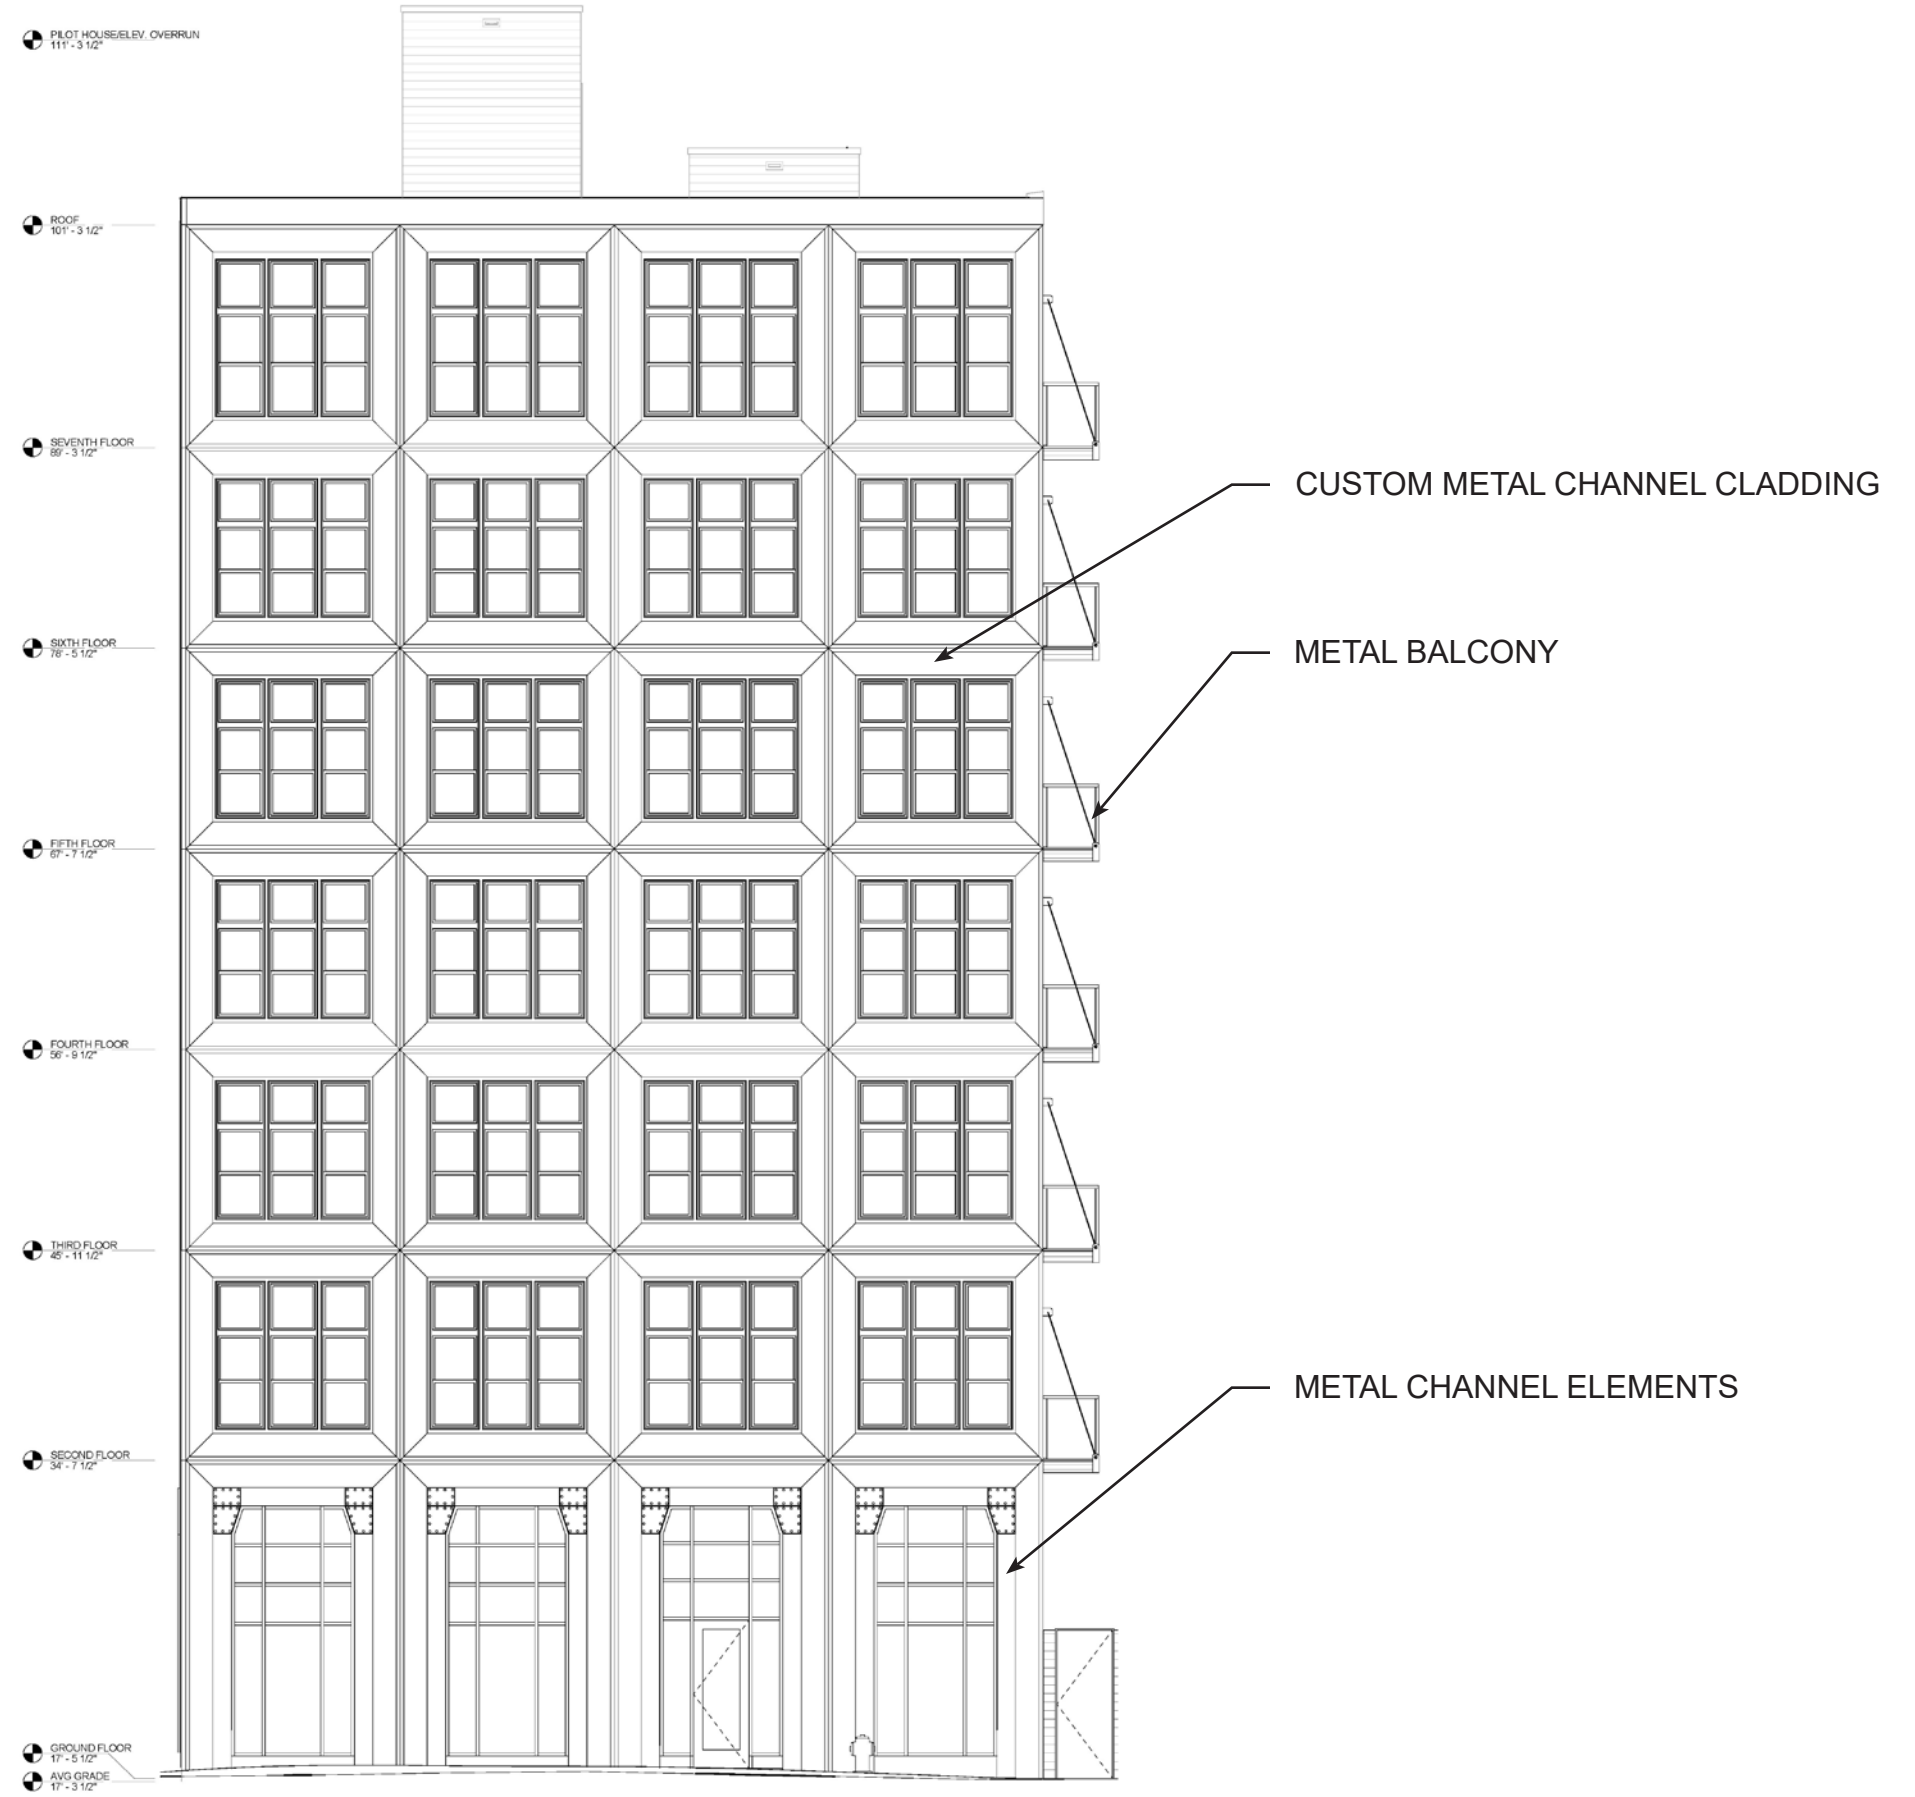 PILOT HOUSE/ELEV. OVERRUN
111' - 3 1/2"
ROOF
101' - 3 1/2"
SEVENTH FLOOR
89' - 3 1/2"
CUSTOM METAL CHANNEL CLADDING
SIXTH FLOOR
78' - 5 1/2"
METAL BALCONY
FIFTH FLOOR
67' - 7 1/2"
FOURTH FLOOR
56' - 9 1/2"
THIRD FLOOR
45' - 11 1/2"
METAL CHANNEL ELEMENTS
SECOND FLOOR
34' - 7 1/2"
GROUND FLOOR
17' - 5 1/2"
AVG GRADE
17' - 3 1/2"